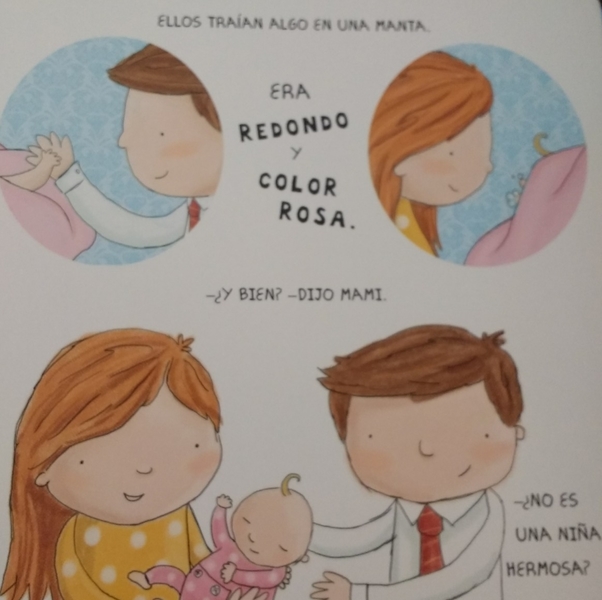 ELLOS TRAÍAN ALGO EN UNA MANTA.
ERA
REDONDO
Y
COLOR
ROSA.
–¿Y BIEN? –DIJO MAMI.
–¿NO ES
UNA NIÑA
HERMOSA?